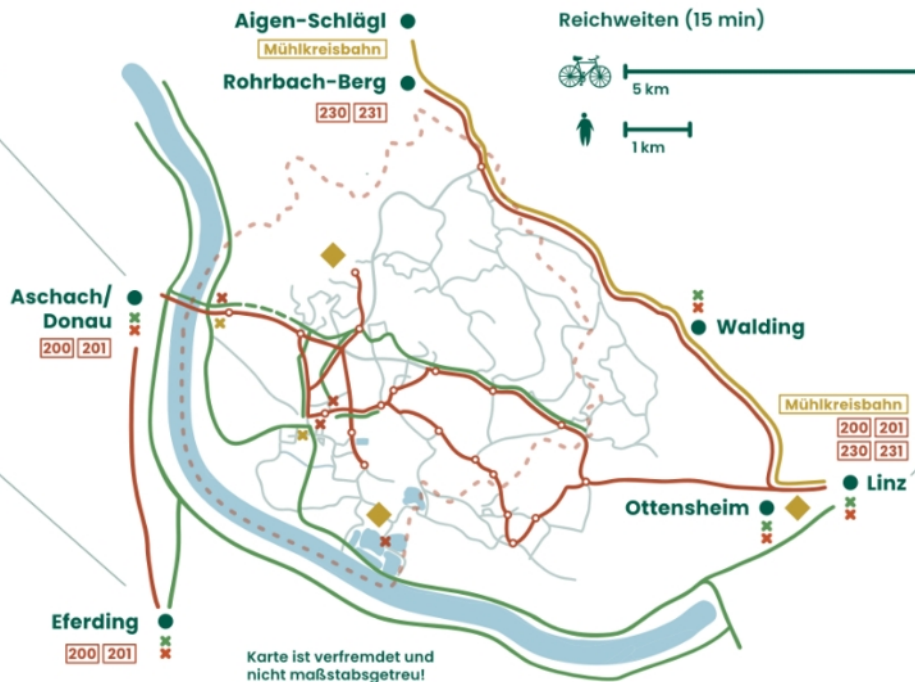 Aigen-Schlägl
Mühlkreisbahn
Rohrbach-Berg
230 231
Reichweiten (15 min)
5 km
1 km
Aschach/
Donau
200 201
Walding
Mühlkreisbahn
200 201
230 231
Linz
Ottensheim
Eferding
200 201
Karte ist verfremdet und
nicht maßstabsgetreu!